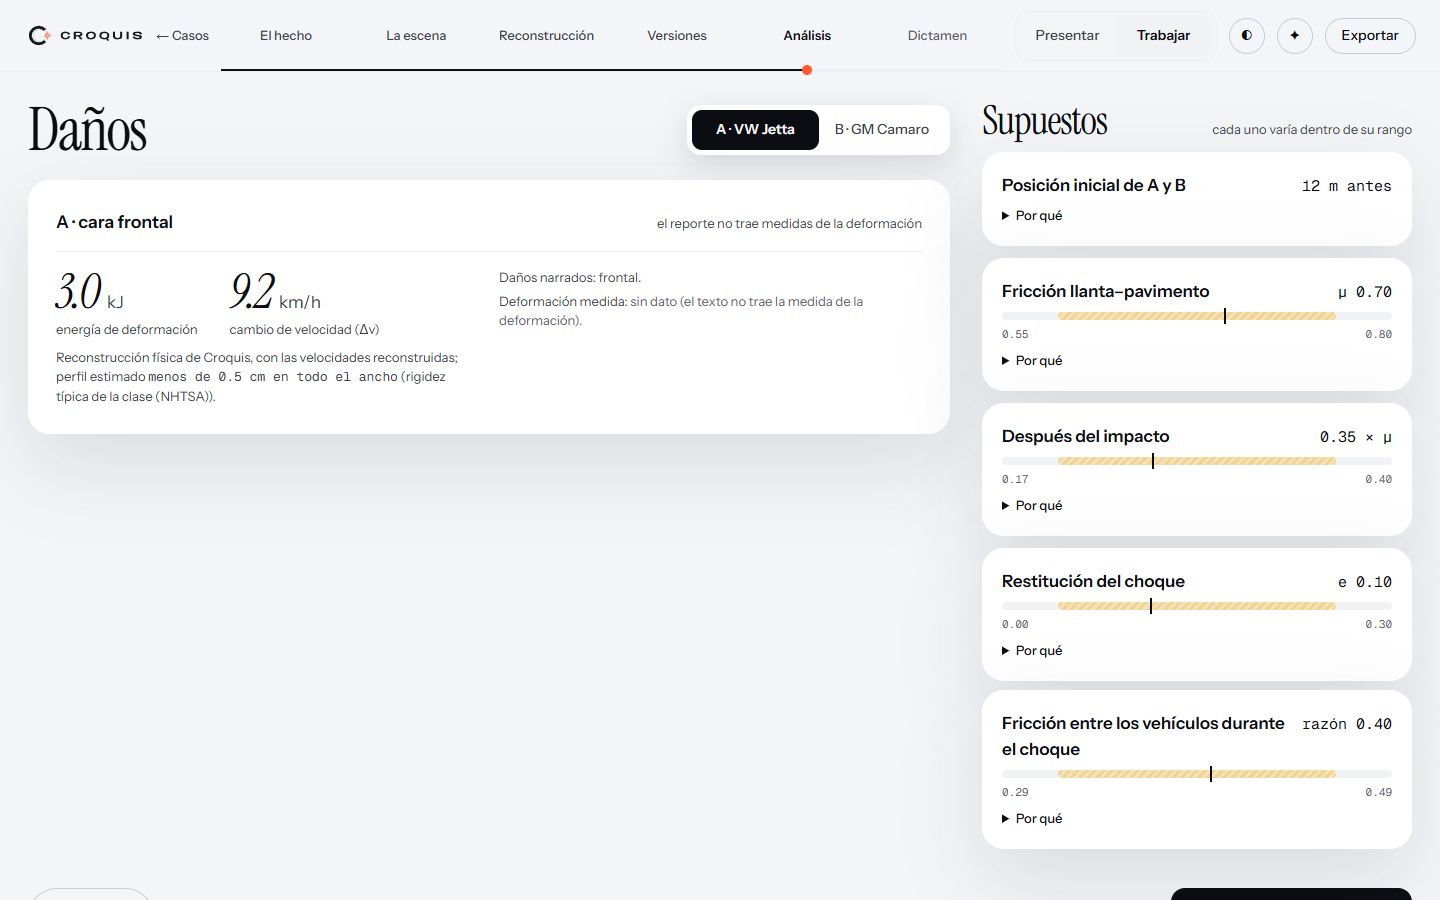 CROQUIS
← Casos
El hecho
La escena
Reconstrucción
Versiones
Análisis
Dictamen
Presentar
Trabajar
Exportar
Daños
A · VW Jetta
B · GM Camaro
A · cara frontal
el reporte no trae medidas de la deformación
3.0 kJ
energía de deformación
9.2 km/h
cambio de velocidad (Δv)
Reconstrucción física de Croquis, con las velocidades reconstruidas;
perfil estimado menos de 0.5 cm en todo el ancho (rigidez
típica de la clase (NHTSA)).
Daños narrados: frontal.
Deformación medida: sin dato (el texto no trae la medida de la
deformación).
Supuestos
cada uno varía dentro de su rango
Posición inicial de A y B
12 m antes
Por qué
Fricción llanta–pavimento
µ 0.70
0.55
0.80
Por qué
Después del impacto
0.35 × µ
0.17
0.40
Por qué
Restitución del choque
e 0.10
0.00
0.30
Por qué
Fricción entre los vehículos durante
el choque
razón 0.40
0.29
0.49
Por qué